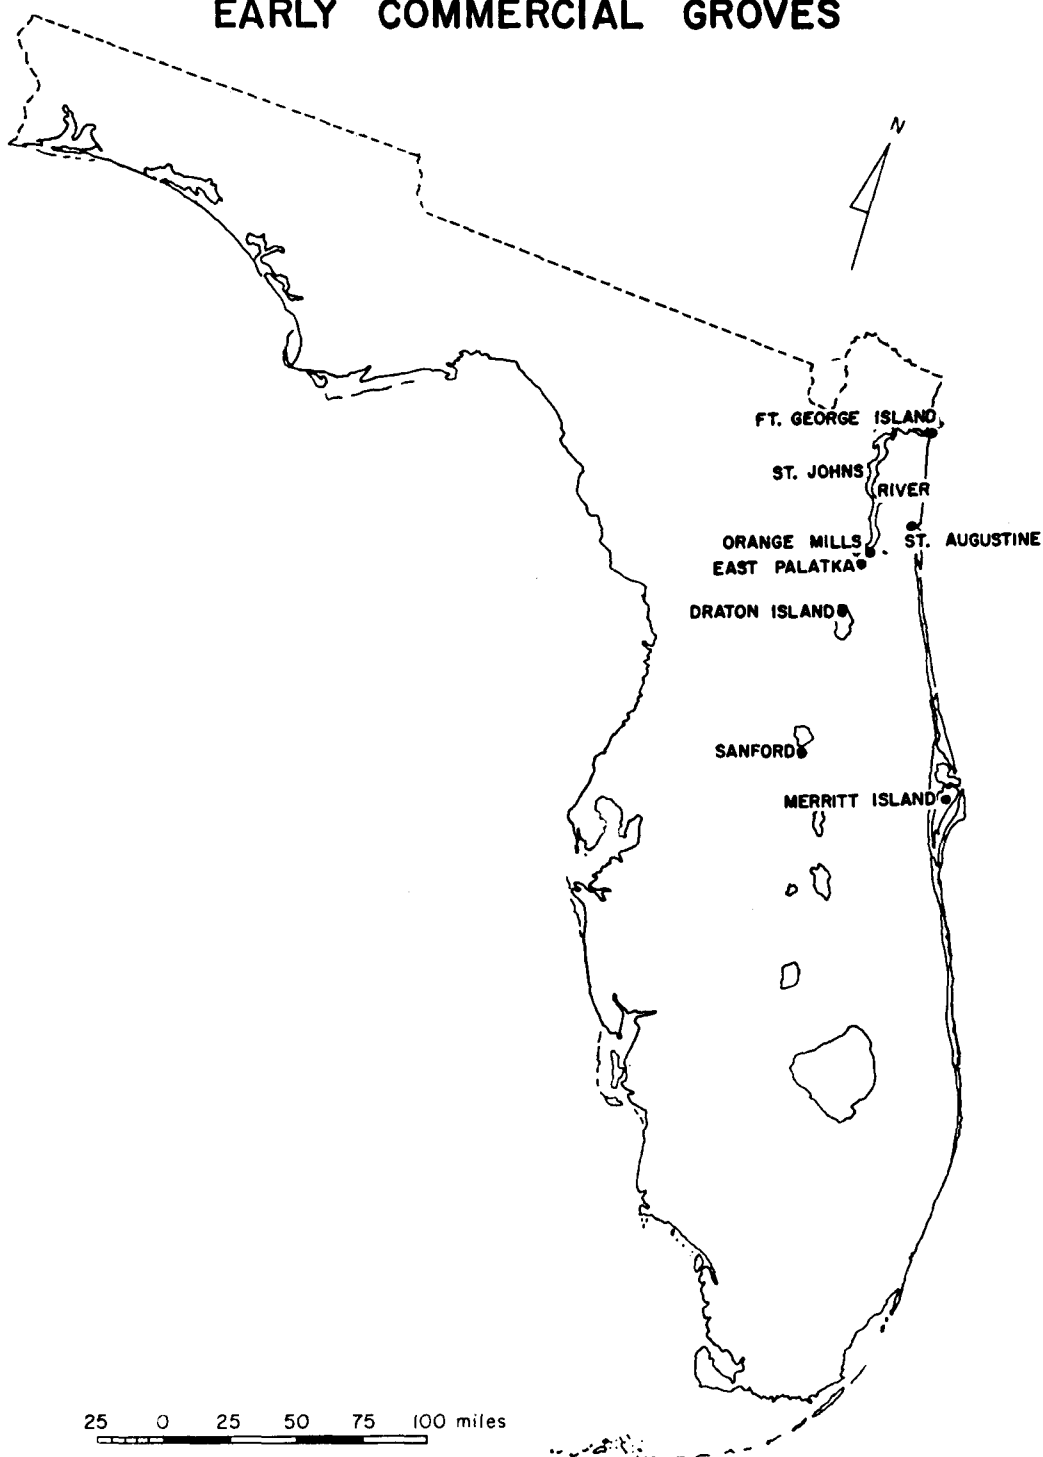 EARLY COMMERCIAL GROVES
N
FT. GEORGE ISLAND
ST. JOHNS
RIVER
ORANGE MILLS
ST. AUGUSTINE
EAST PALATKA
DRATON ISLAND
SANFORD
MERRITT ISLAND
25 0 25 50 75 100 miles